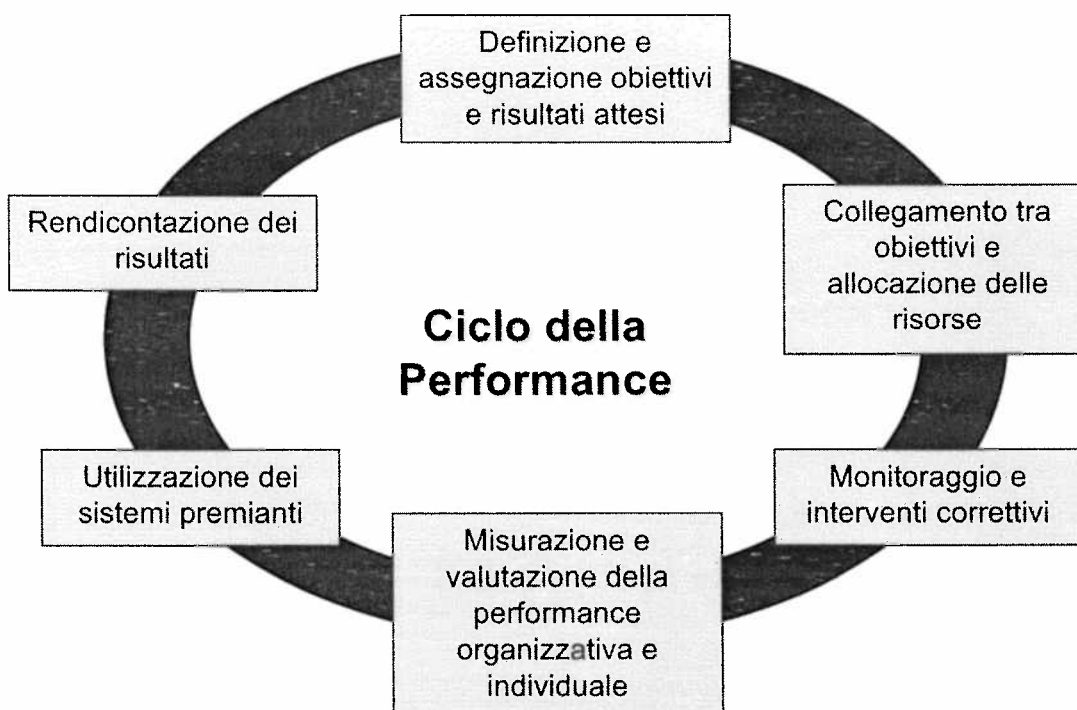 Definizione e
assegnazione obiettivi
e risultati attesi
Collegamento tra
obiettivi e
allocazione delle
risorse
Monitoraggio e
interventi correttivi
Misurazione e
valutazione della
performance
organizzativa e
individuale
Utilizzazione dei
sistemi premianti
Rendicontazione dei
risultati
Ciclo della
Performance